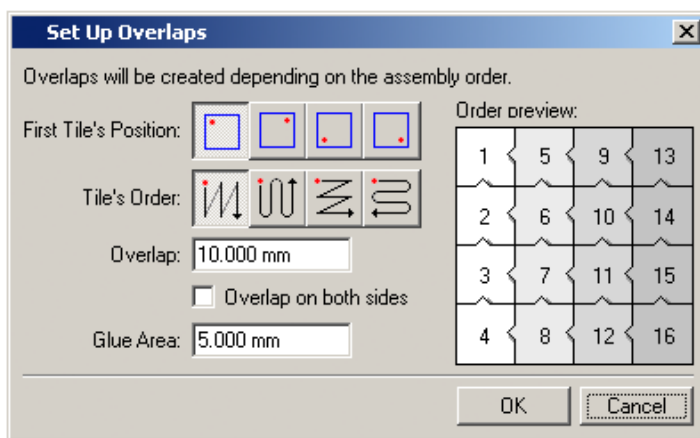 Set Up Overlaps
Overlaps will be created depending on the assembly order.
First Tile's Position:
Order preview:
1 5 9 13
2 6 10 14
3 7 11 15
4 8 12 16
Tile's Order:
Overlap: 10.000 mm
Overlap on both sides
Glue Area: 5.000 mm
OK Cancel